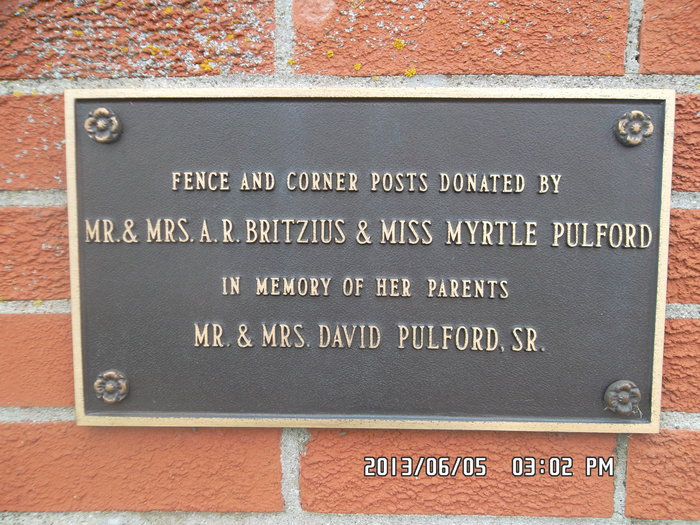 FENCE AND CORNER POSTS DONATED BY
MR.& MRS. A. R. BRITZIUS & MISS MYRTLE PULFORD
IN MEMORY OF HER PARENTS
MR. & MRS. DAVID PULFORD, SR.
2013/06/05 03:02 PM